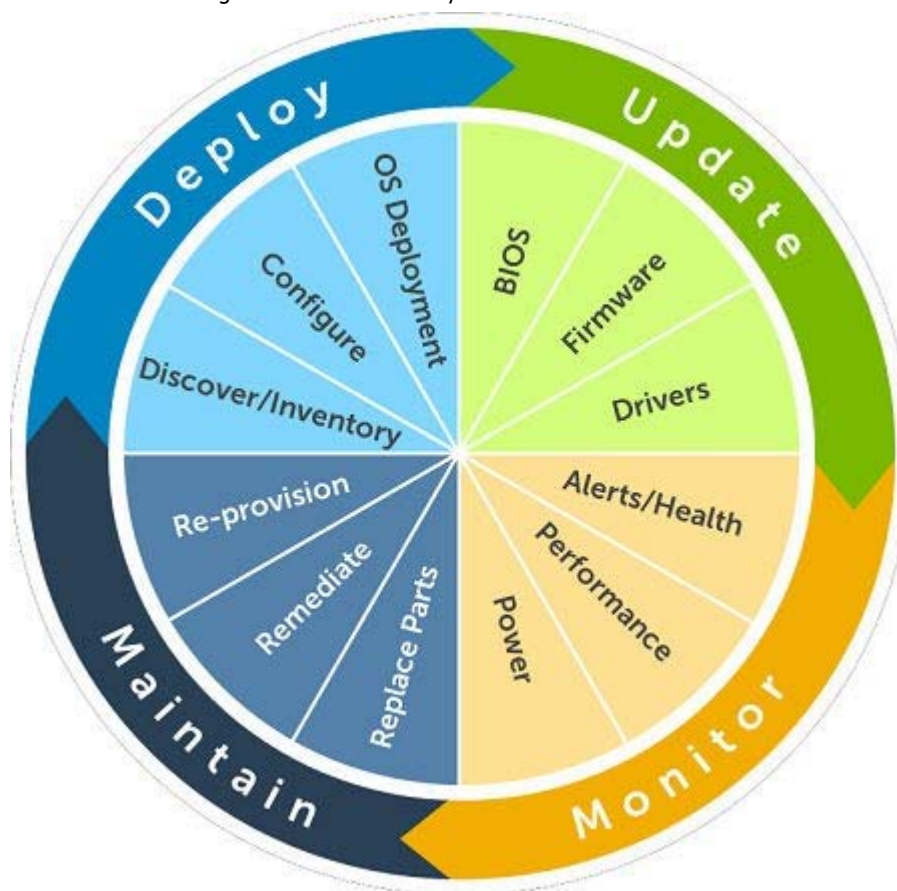 Deploy
Update
Monitor
Maintain
OS Deployment
Configure
Discover/Inventory
BIOS
Firmware
Drivers
Alerts/Health
Performance
Power
Replace Parts
Remediate
Re-provision